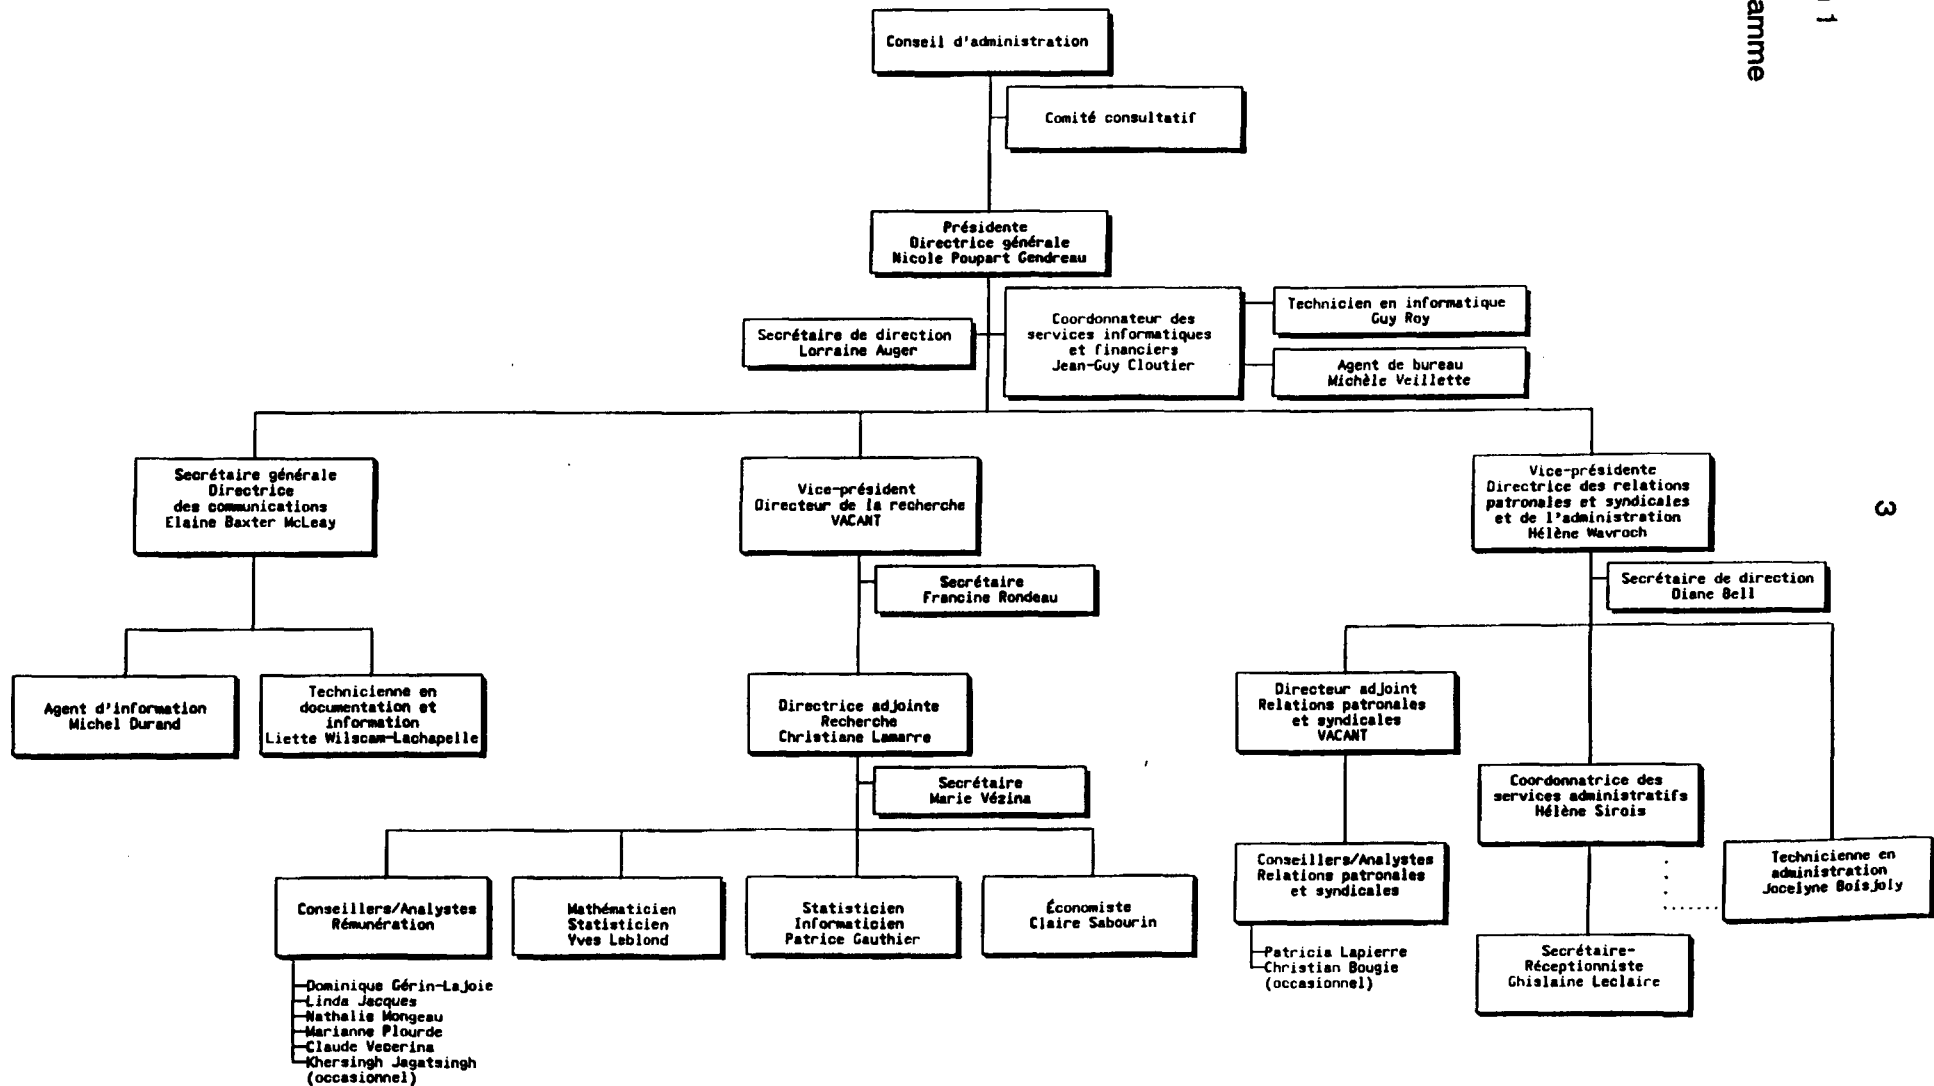 1
amme
3
Conseil d'administration
Comité consultatif
Présidente
Directrice générale
Nicole Poupart Gendreau
Secrétaire de direction
Lorraine Auger
Coordonnateur des
services informatiques
et financiers
Jean-Guy Cloutier
Technicien en informatique
Guy Roy
Agent de bureau
Michèle Veillette
Secrétaire générale
Directrice
des communications
Elaine Baxter McLeay
Vice-président
Directeur de la recherche
VACANT
Vice-présidente
Directrice des relations
patronales et syndicales
et de l'administration
Hélène Wavroch
Secrétaire
Francine Rondeau
Secrétaire de direction
Diane Bell
Agent d'information
Michel Durand
Technicienne en
documentation et
information
Liette Wilscam-Lachapelle
Directrice adjointe
Recherche
Christiane Lamarre
Directeur adjoint
Relations patronales
et syndicales
VACANT
Secrétaire
Marie Vézina
Coordonnatrice des
services administratifs
Hélène Sirois
Technicienne en
administration
Jocelyne Boisjoly
Conseillers/Analystes
Rémunération
Mathématicien
Statisticien
Yves Leblond
Statisticien
Informaticien
Patrice Gauthier
Économiste
Claire Sabourin
Conseillers/Analystes
Relations patronales
et syndicales
Patricia Lapierre
Christian Bougie
(occasionnel)
Secrétaire-
Réceptionniste
Ghislaine Leclaire
Dominique Gérin-Lajoie
Linda Jacques
Nathalie Mongeau
Marianne Plourde
Claude Vecerina
Khersingh Jagatsingh
(occasionnel)